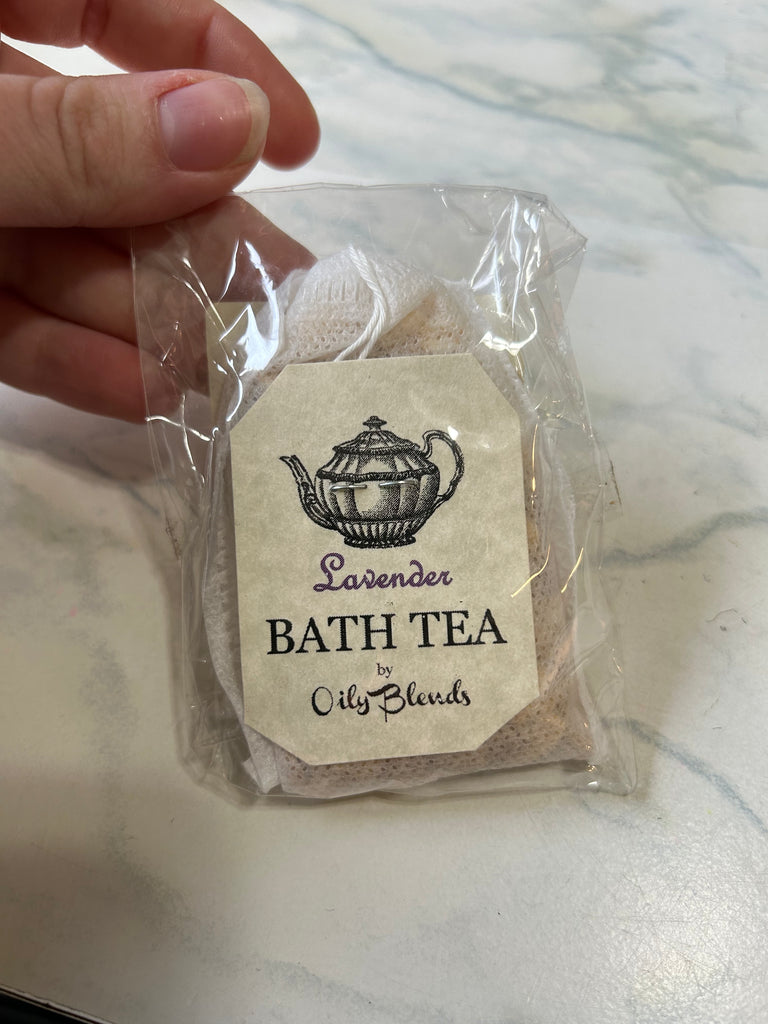 Lavender
BATH TEA
by
Oily Blends